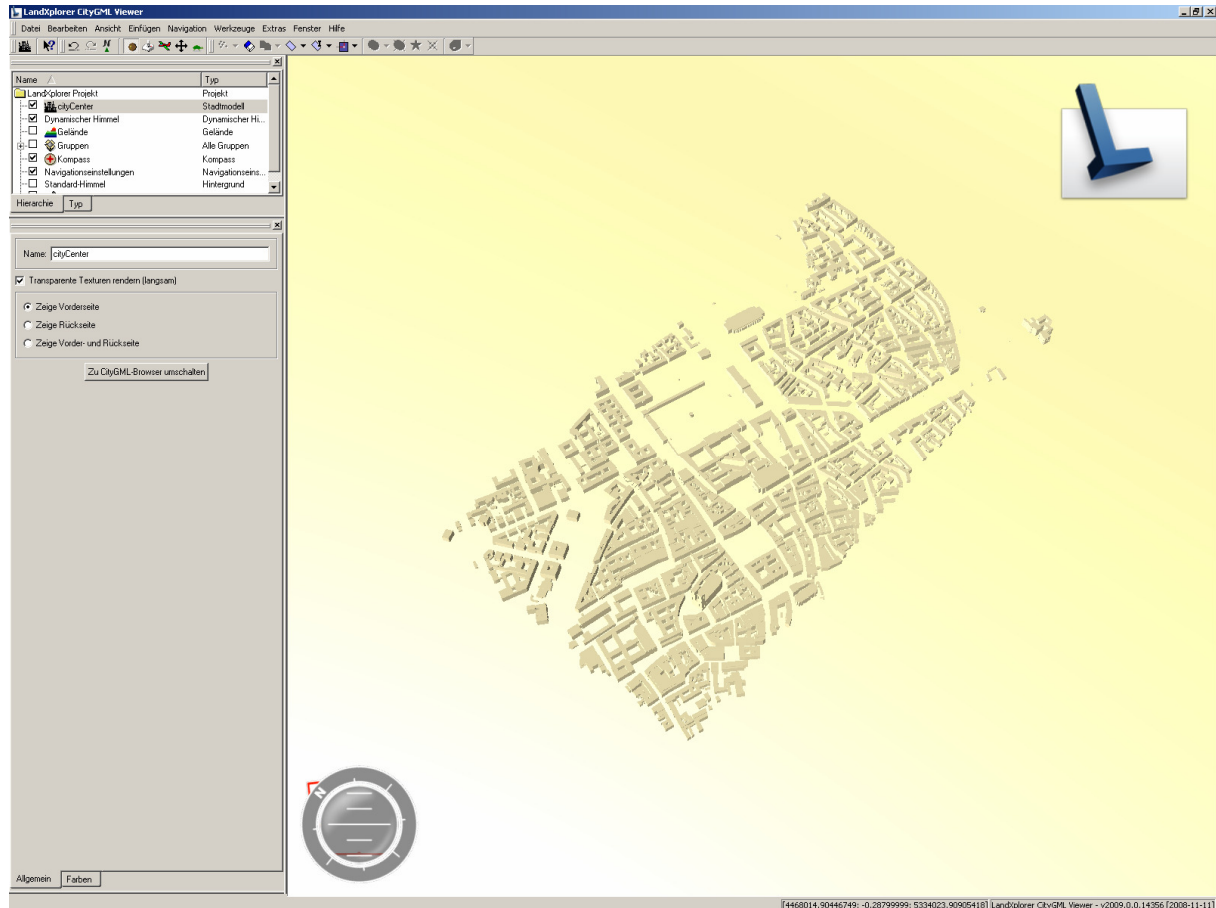 LandXplorer CityGML Viewer
Datei Bearbeiten Ansicht Einfügen Navigation Werkzeuge Extras Fenster Hilfe
Name Typ
LandXplorer Projekt Projekt
cityCenter Stadtmodell
Dynamischer Himmel Dynamischer Hi...
Gelände Gelände
Gruppen Alle Gruppen
Kompass Kompass
Navigationseinstellungen Navigationseins...
Standard-Himmel Hintergrund
Hierarchie Typ
Name: cityCenter
Transparente Texturen rendern (langsam)
Zeige Vorderseite
Zeige Rückseite
Zeige Vorder- und Rückseite
Zu CityGML-Browser umschalten
N
Allgemein Farben
[4468014.90446749; -0.28799999; 5334023.90905418] LandXplorer CityGML Viewer - v2009.0.0.14356 [2008-11-11]